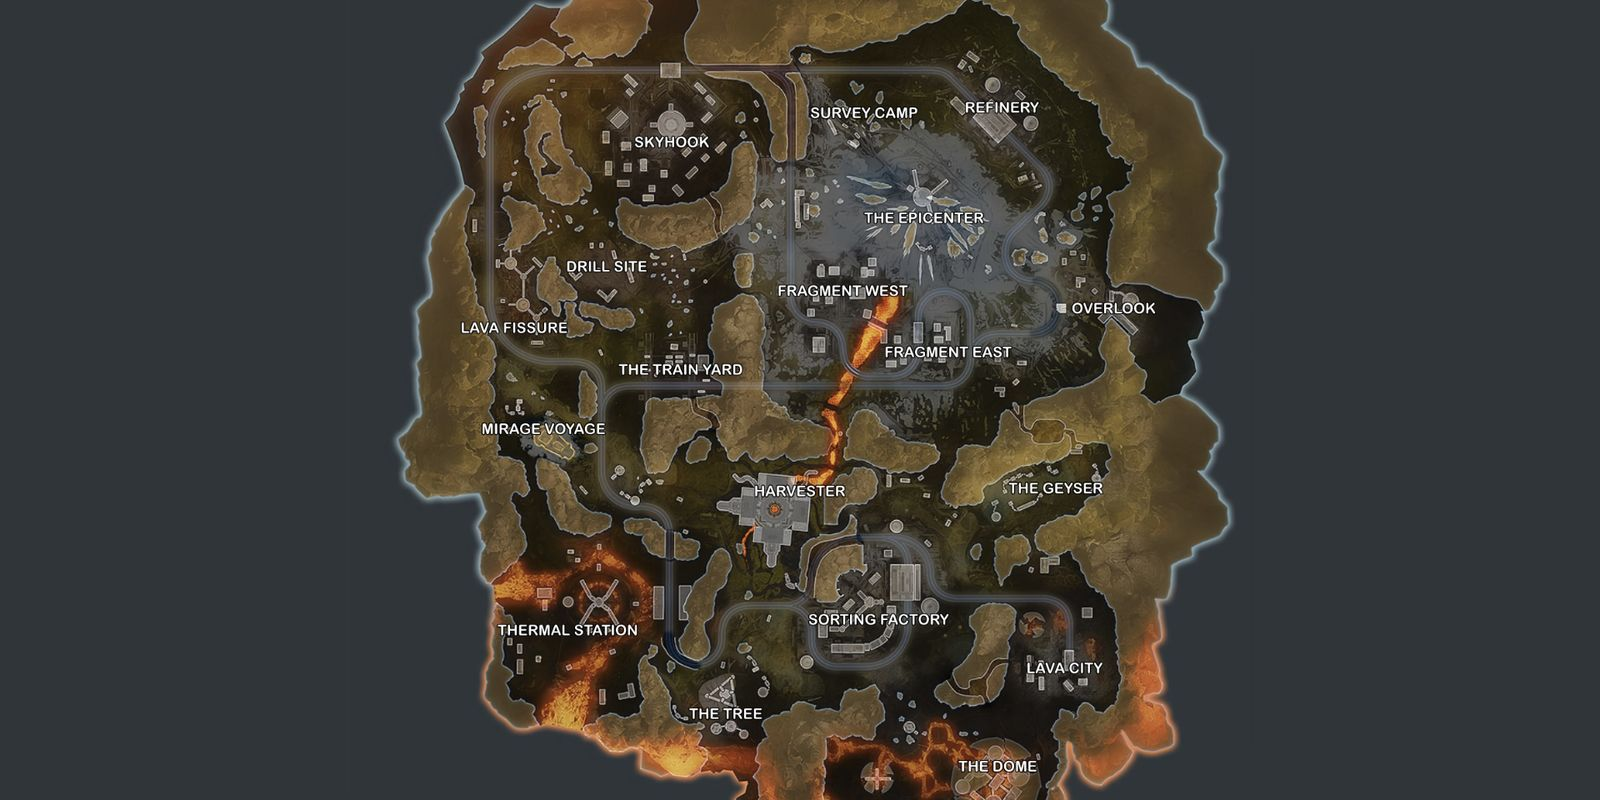 SURVEY CAMP
REFINERY
SKYHOOK
THE EPICENTER
DRILL SITE
FRAGMENT WEST
OVERLOOK
LAVA FISSURE
FRAGMENT EAST
THE TRAIN YARD
MIRAGE VOYAGE
HARVESTER
THE GEYSER
SORTING FACTORY
THERMAL STATION
LAVA CITY
THE TREE
THE DOME